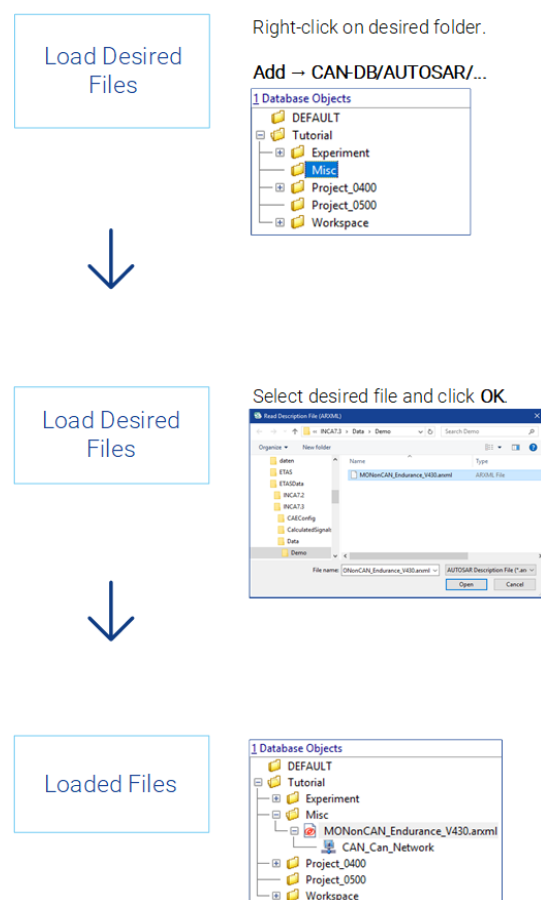 Load Desired
Files
Right-click on desired folder.
Add → CAN-DB/AUTOSAR/...
1 Database Objects
DEFAULT
Tutorial
Experiment
Misc
Project_0400
Project_0500
Workspace
Load Desired
Files
Select desired file and click OK.
Read Description File (ARXML)
« INCA7.3 > Data > Demo
Search Demo
Organize
New folder
daten
ETAS
ETASData
INCA7.2
INCA7.3
CAEConfig
CalculatedSignals
Data
Demo
Name
Type
MONonCAN_Endurance_V430.arxml
ARXML File
File name:
ONonCAN_Endurance_V430.arxml
AUTOSAR Description File (*.arx
Open
Cancel
Loaded Files
1 Database Objects
DEFAULT
Tutorial
Experiment
Misc
MONonCAN_Endurance_V430.arxml
CAN_Can_Network
Project_0400
Project_0500
Workspace